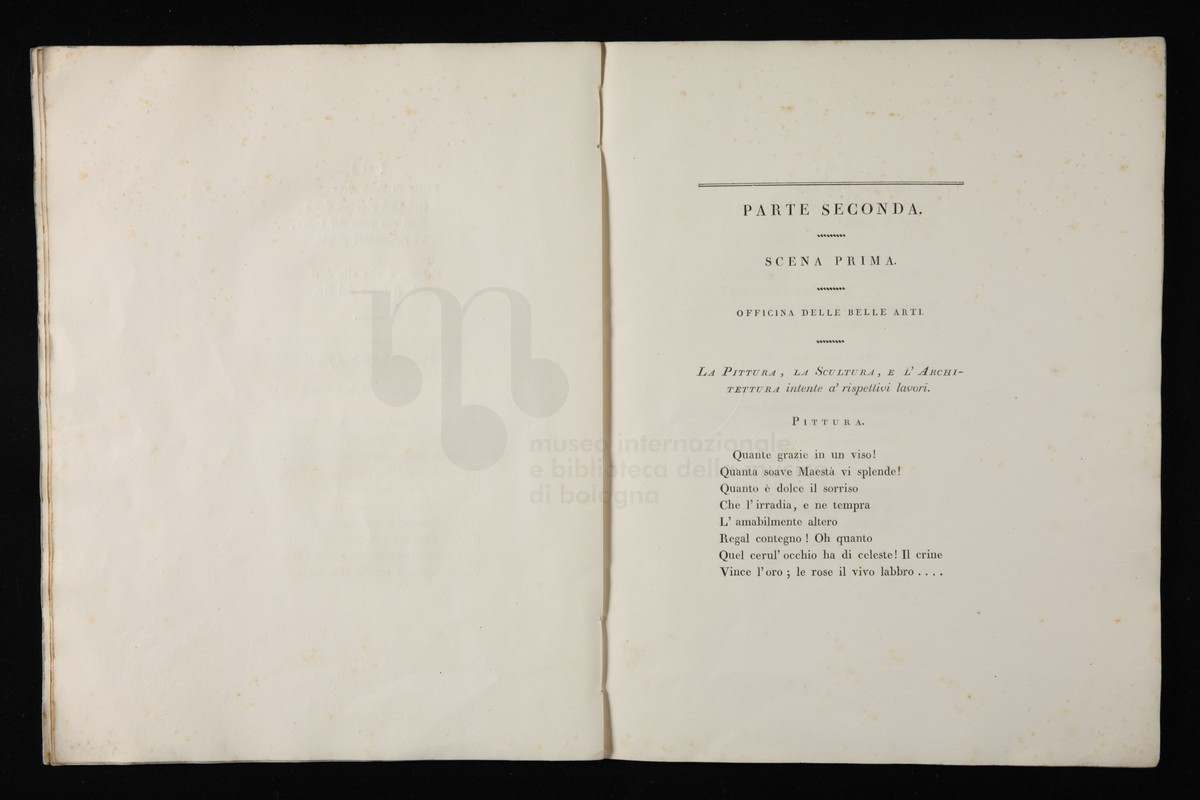 PARTE SECONDA.
SCENA PRIMA.
OFFICINA DELLE BELLE ARTI.
LA PITTURA, LA SCULTURA, E L' ARCHI-
TETTURA intente a' rispettivi lavori.
PITTURA.
Quante grazie in un viso!
Quanta soave Maestà vi splende!
Quanto è dolce il sorriso
Che l' irradia, e ne tempra
L' amabilmente altero
Regal contegno! Oh quanto
Quel cerul' occhio ha di celeste! Il crine
Vince l'oro; le rose il vivo labbro....
museo internazionale
e biblioteca della musica
di bologna